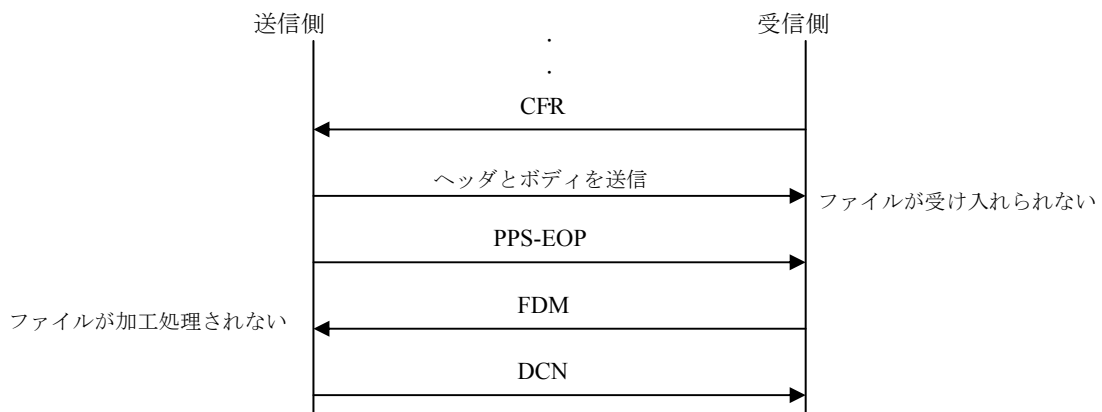 送信側
受信側
CFR
ヘッダとボディを送信
ファイルが受け入れられない
PPS-EOP
ファイルが加工処理されない
FDM
DCN